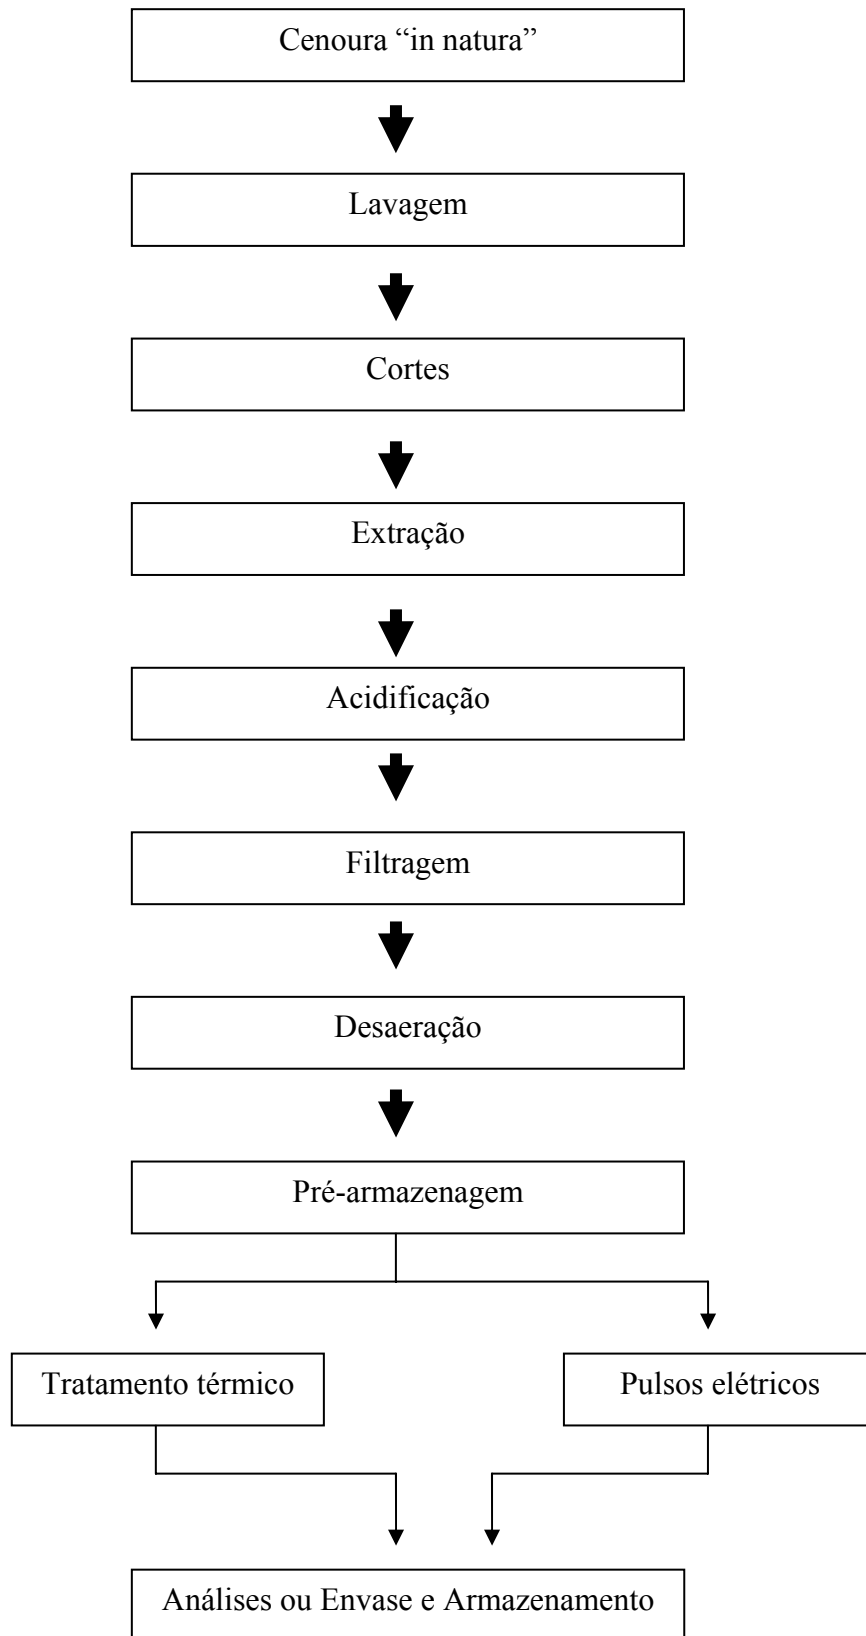 Cenoura “in natura”
Lavagem
Cortes
Extração
Acidificação
Filtragem
Desaeração
Pré-armazenagem
Tratamento térmico
Pulsos elétricos
Análises ou Envase e Armazenamento